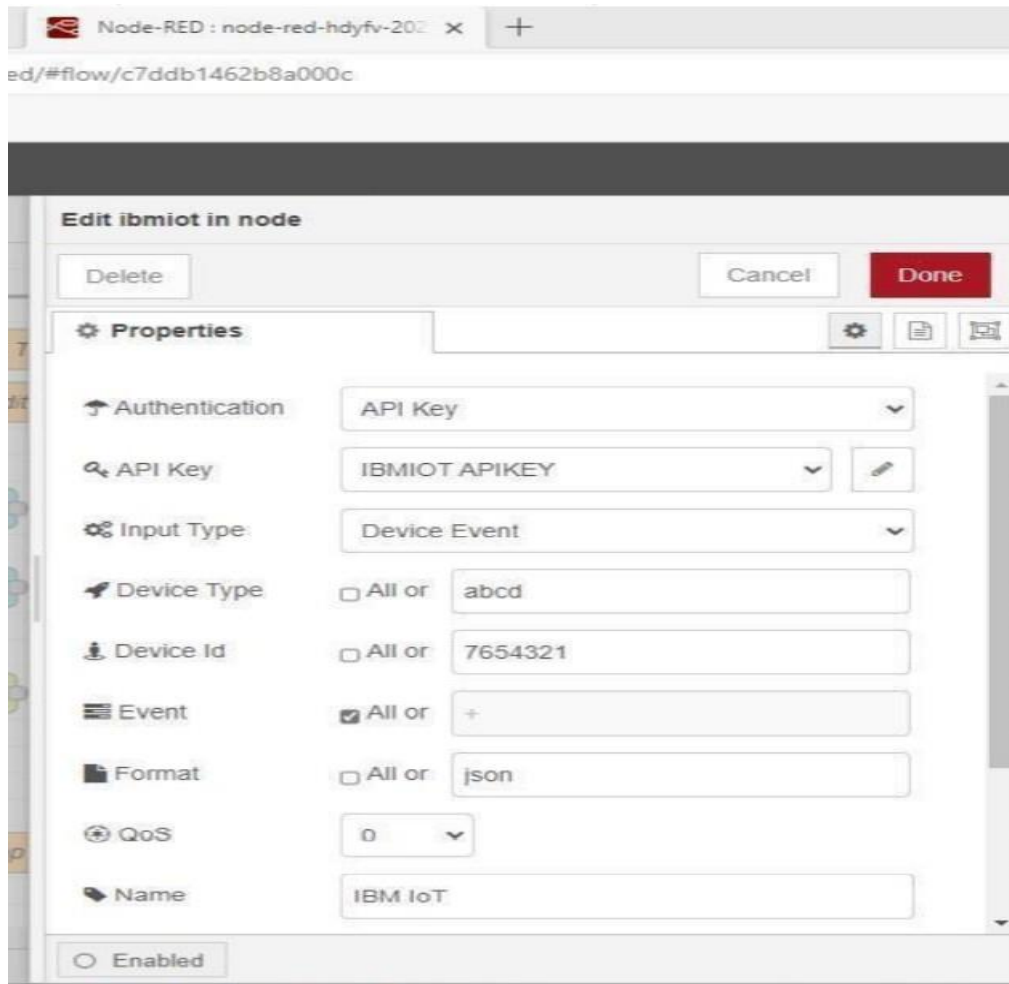 Node-RED : node-red-hdyfv-202
ed/#flow/c7ddb1462b8a000c
Edit ibmiot in node
Delete
Cancel
Done
Properties
Authentication
API Key
API Key
IBMIOT APIKEY
Input Type
Device Event
Device Type
All or
abcd
Device Id
All or
7654321
Event
All or
+
Format
All or
json
QoS
0
Name
IBM IoT
Enabled